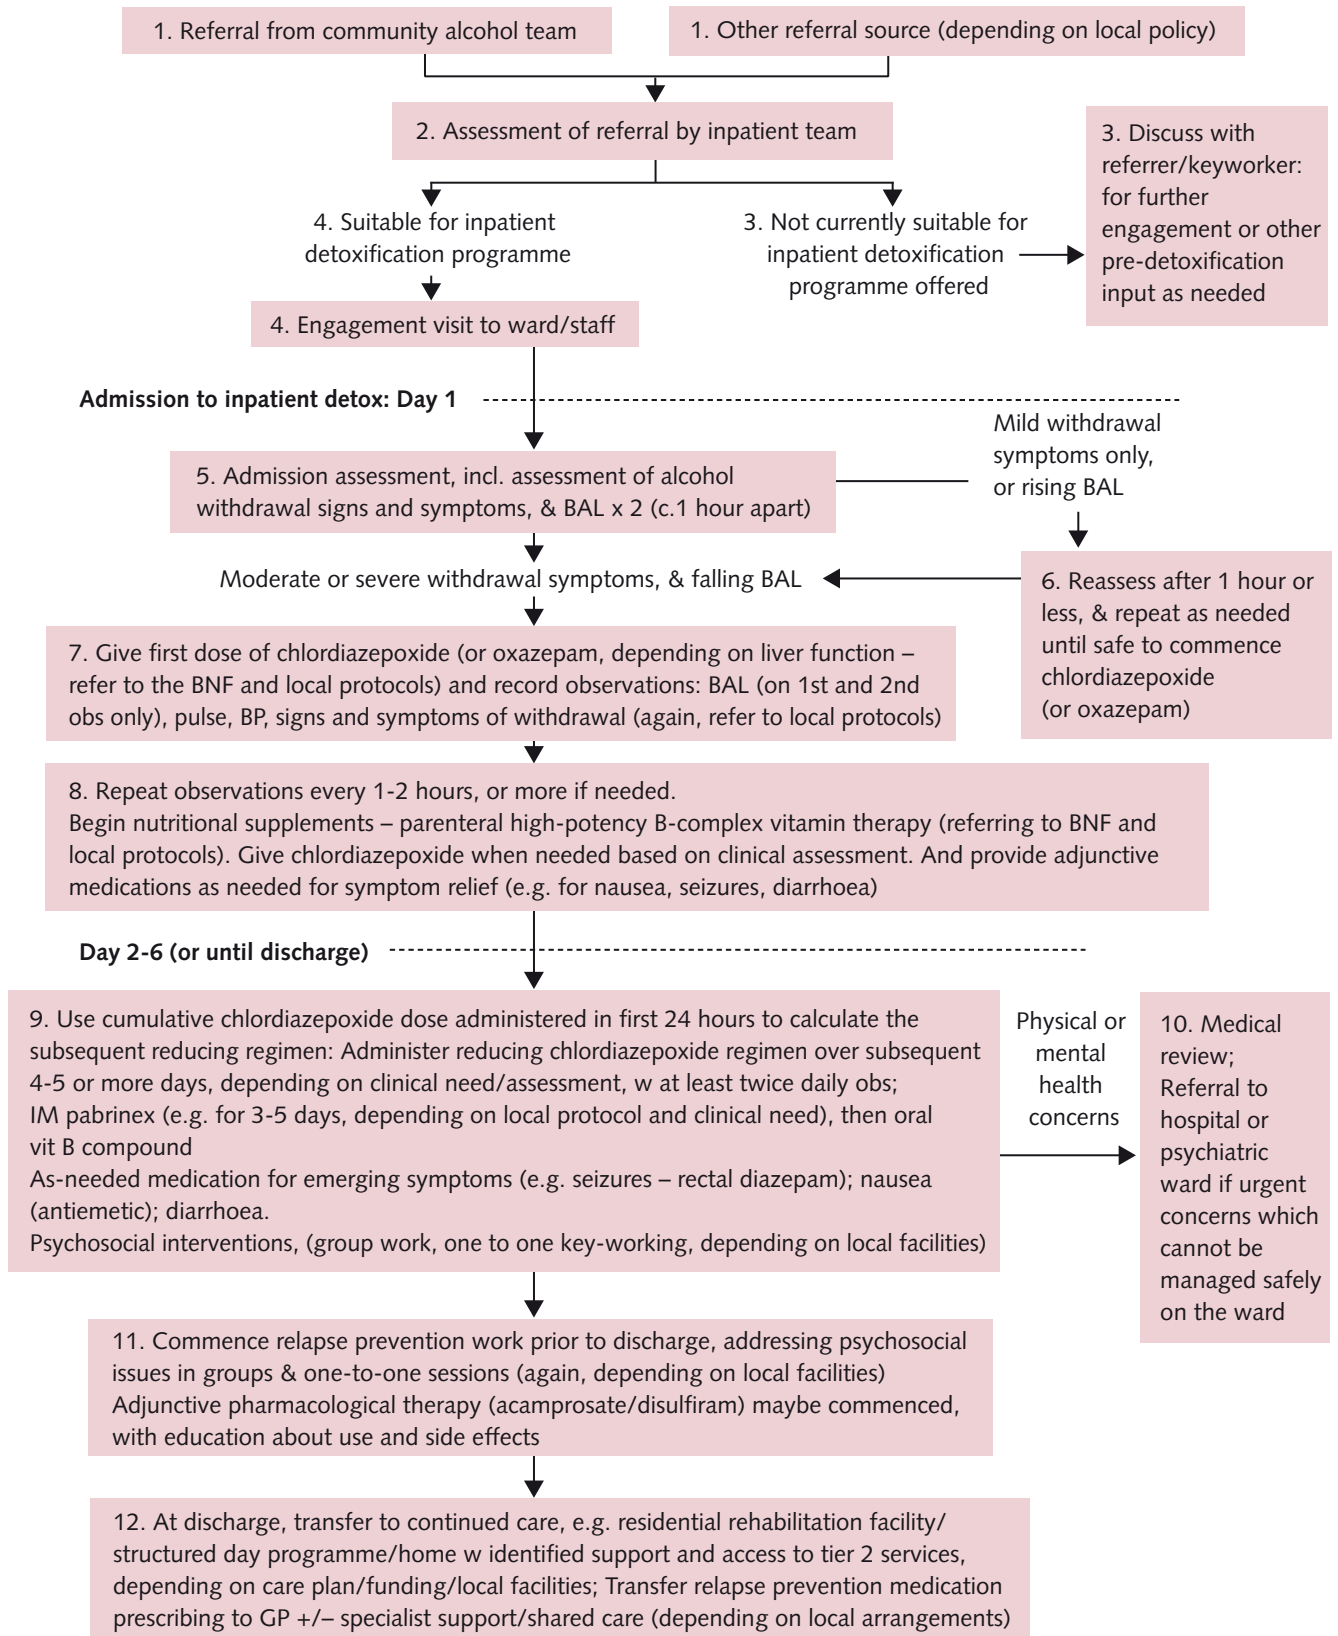 1. Referral from community alcohol team
1. Other referral source (depending on local policy)
2. Assessment of referral by inpatient team
4. Suitable for inpatient
detoxification programme
3. Not currently suitable for
inpatient detoxification
programme offered
3. Discuss with
referrer/keyworker:
for further
engagement or other
pre-detoxification
input as needed
4. Engagement visit to ward/staff
Admission to inpatient detox: Day 1
Mild withdrawal
symptoms only,
or rising BAL
5. Admission assessment, incl. assessment of alcohol
withdrawal signs and symptoms, & BAL x 2 (c.1 hour apart)
Moderate or severe withdrawal symptoms, & falling BAL
6. Reassess after 1 hour or
less, & repeat as needed
until safe to commence
chlordiazepoxide
(or oxazepam)
7. Give first dose of chlordiazepoxide (or oxazepam, depending on liver function –
refer to the BNF and local protocols) and record observations: BAL (on 1st and 2nd
obs only), pulse, BP, signs and symptoms of withdrawal (again, refer to local protocols)
8. Repeat observations every 1-2 hours, or more if needed.
Begin nutritional supplements – parenteral high-potency B-complex vitamin therapy (referring to BNF and
local protocols). Give chlordiazepoxide when needed based on clinical assessment. And provide adjunctive
medications as needed for symptom relief (e.g. for nausea, seizures, diarrhoea)
Day 2-6 (or until discharge)
9. Use cumulative chlordiazepoxide dose administered in first 24 hours to calculate the
subsequent reducing regimen: Administer reducing chlordiazepoxide regimen over subsequent
4-5 or more days, depending on clinical need/assessment, w at least twice daily obs;
IM pabrinex (e.g. for 3-5 days, depending on local protocol and clinical need), then oral
vit B compound
As-needed medication for emerging symptoms (e.g. seizures – rectal diazepam); nausea
(antiemetic); diarrhoea.
Psychosocial interventions, (group work, one to one key-working, depending on local facilities)
Physical or
mental
health
concerns
10. Medical
review;
Referral to
hospital or
psychiatric
ward if urgent
concerns which
cannot be
managed safely
on the ward
11. Commence relapse prevention work prior to discharge, addressing psychosocial
issues in groups & one-to-one sessions (again, depending on local facilities)
Adjunctive pharmacological therapy (acamprosate/disulfiram) maybe commenced,
with education about use and side effects
12. At discharge, transfer to continued care, e.g. residential rehabilitation facility/
structured day programme/home w identified support and access to tier 2 services,
depending on care plan/funding/local facilities; Transfer relapse prevention medication
prescribing to GP +/– specialist support/shared care (depending on local arrangements)